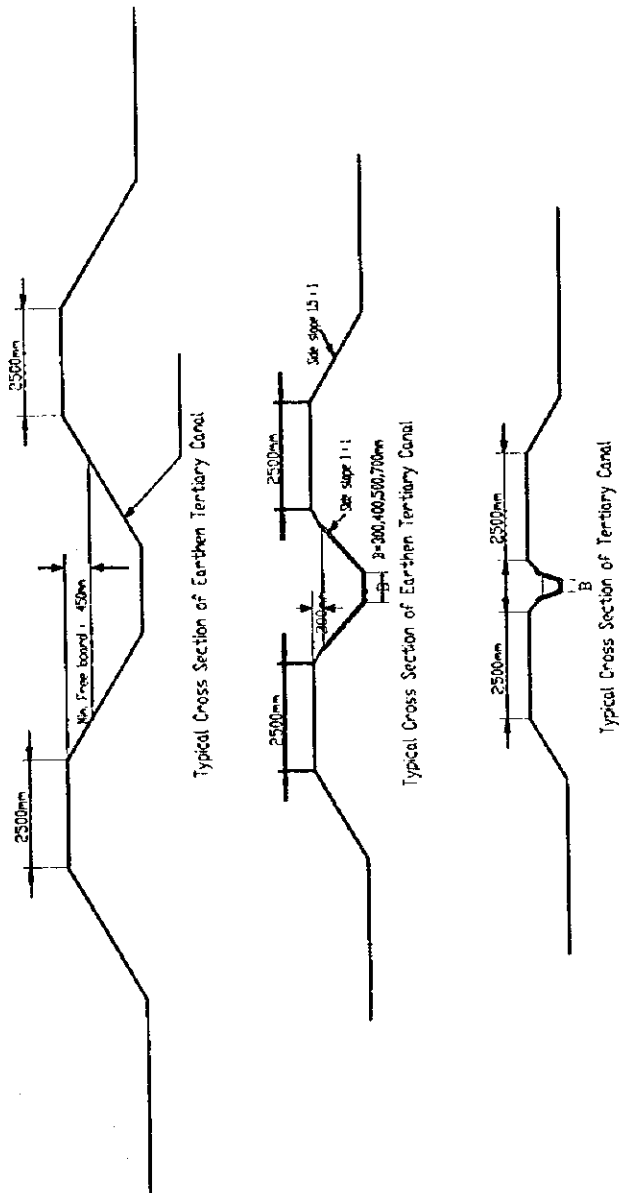 2500mm
2500mm
Min. Free board : 450mm
Typical Cross Section of Earthen Tertiary Canal
2500mm
2500mm
300mm
Side slope 1.5 : 1
Side slope 1 : 1
B
B=300,400,500,700mm
Typical Cross Section of Earthen Tertiary Canal
2500mm
2500mm
B
Typical Cross Section of Tertiary Canal